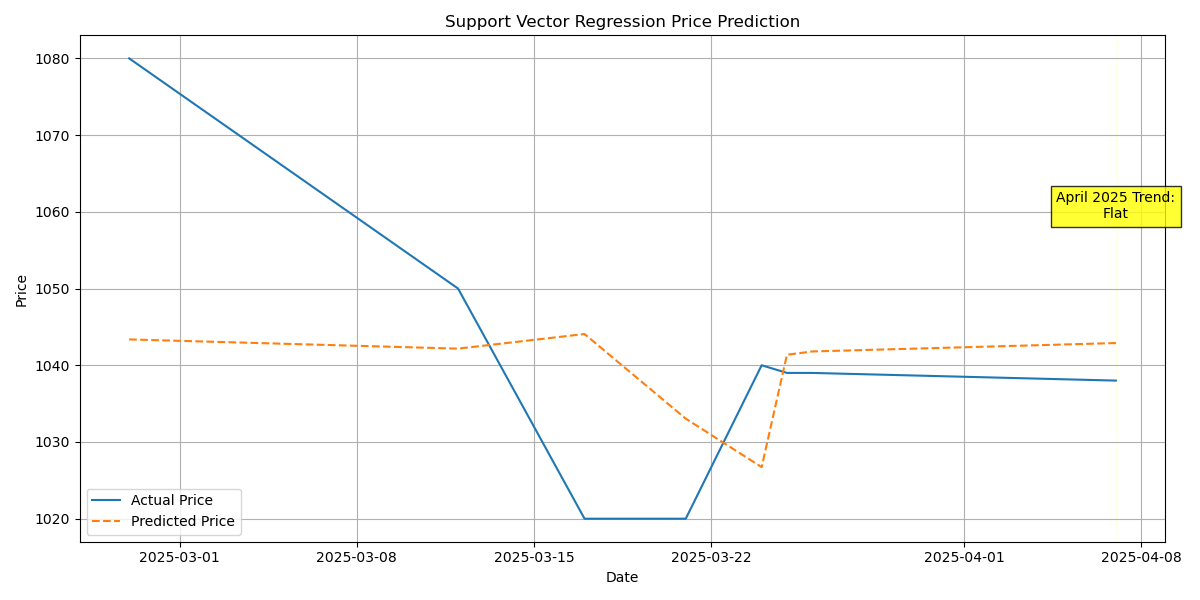 Support Vector Regression Price Prediction
1080
1070
1060
1050
1040
1030
1020
Price
April 2025 Trend:
Flat
Actual Price
Predicted Price
2025-03-01
2025-03-08
2025-03-15
2025-03-22
2025-04-01
2025-04-08
Date